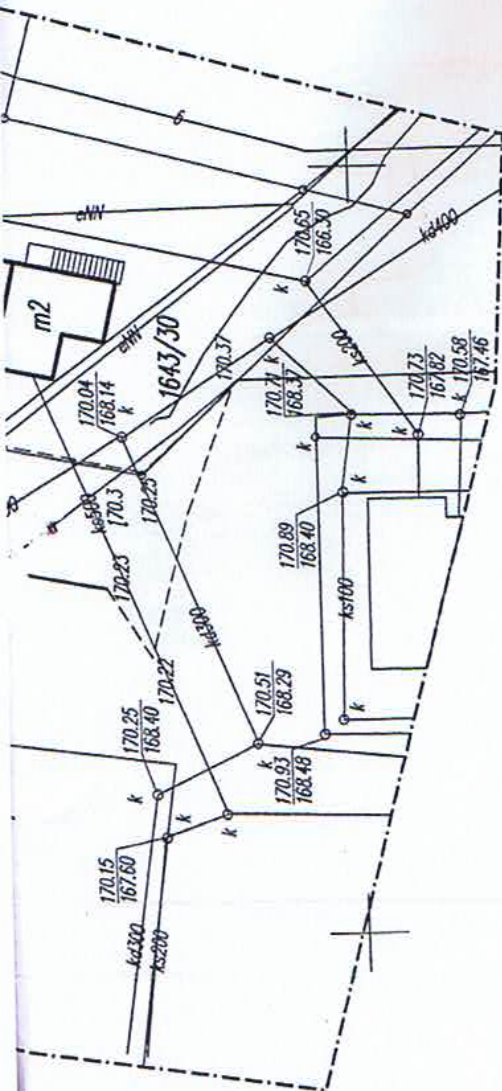 g
eNN
m2
eNN
1643/30
170.65
166.50
k
kd400
170.04
168.14
k
170.37
k
ks200
170.71
168.37
k
170.73
167.82
k
170.58
167.46
k
ks500
170.3
170.23
170.23
k
170.89
168.40
k
ks100
kd300
170.22
170.25
168.40
k
170.51
168.29
k
170.93
168.48
k
170.15
167.60
k
k
kd300
ks200